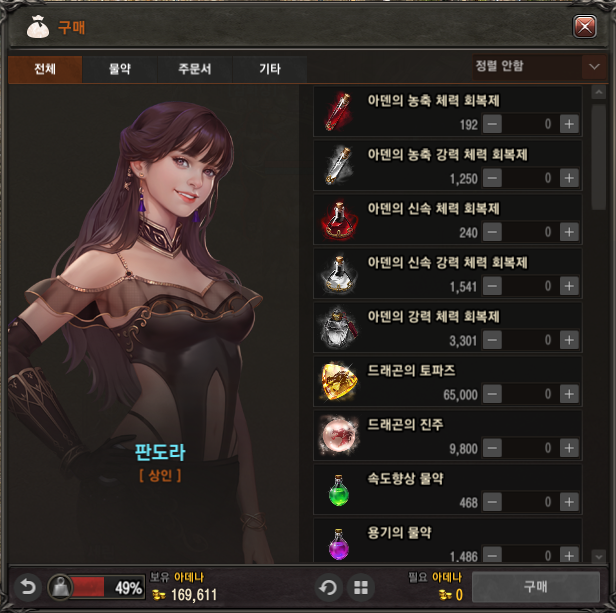 구매
전체 물약 주문서 기타 정렬 안함
아덴의 농축 체력 회복제
192 0
아덴의 농축 강력 체력 회복제
1,250 0
아덴의 신속 체력 회복제
240 0
아덴의 신속 강력 체력 회복제
1,541 0
아덴의 강력 체력 회복제
3,301 0
드래곤의 토파즈
65,000 0
드래곤의 진주
9,800 0
속도향상 물약
468 0
용기의 물약
1,486 0
판도라
[ 상인 ]
49%
보유 아데나
169,611
필요 아데나
0
구매